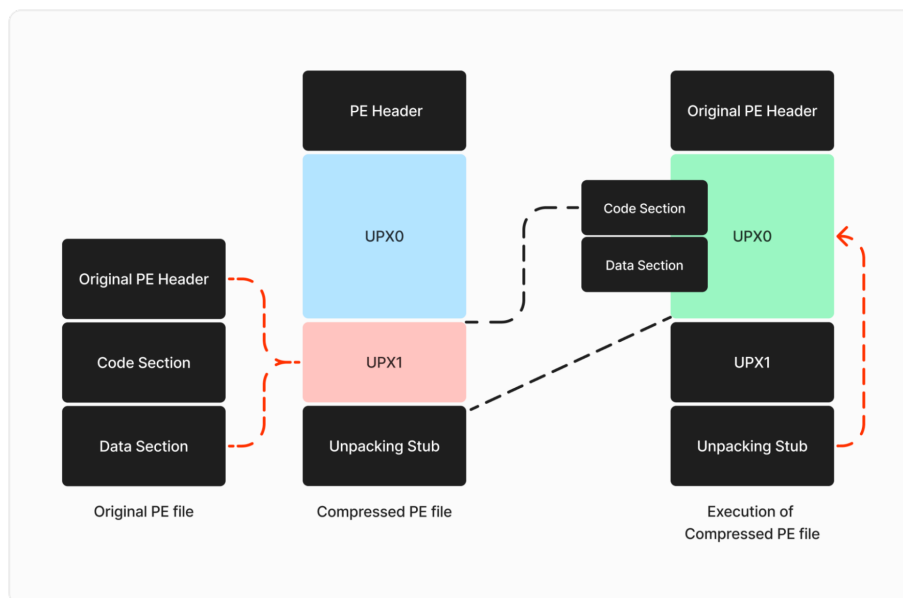 Original PE Header
Code Section
Data Section
Original PE file
PE Header
UPX0
UPX1
Unpacking Stub
Compressed PE file
Original PE Header
Code Section
Data Section
UPX0
UPX1
Unpacking Stub
Execution of
Compressed PE file